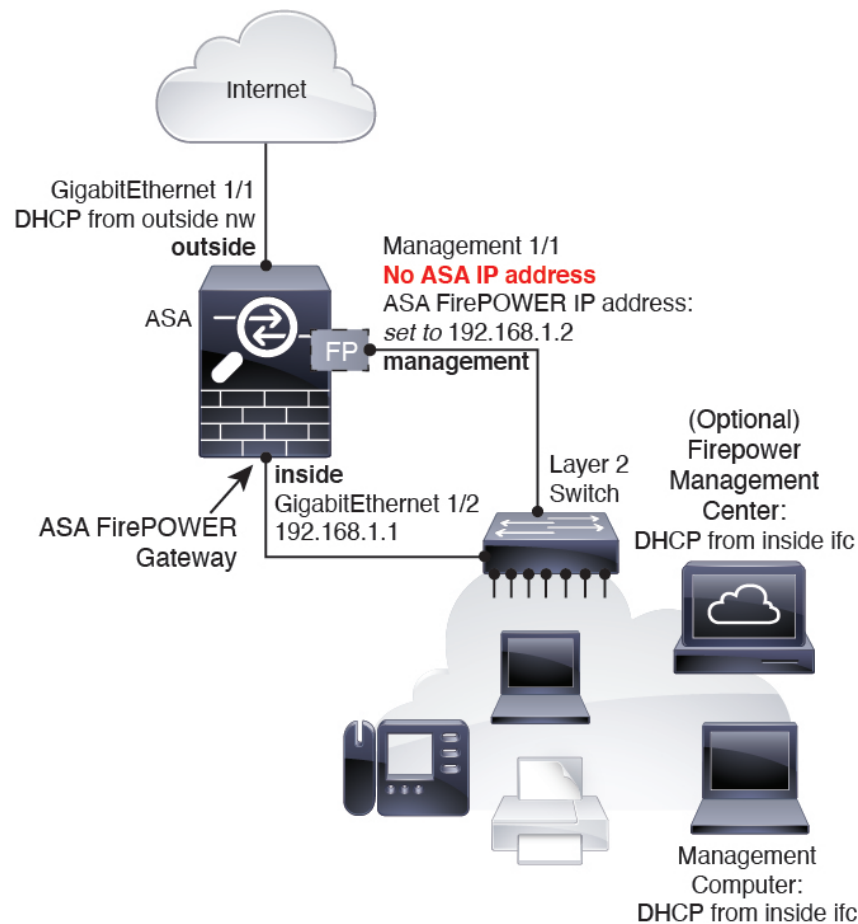 Internet
GigabitEthernet 1/1
DHCP from outside nw
outside
Management 1/1
No ASA IP address
ASA FirePOWER IP address:
set to 192.168.1.2
management
ASA
FP
(Optional)
Firepower
Management
Center:
DHCP from inside ifc
inside
GigabitEthernet 1/2
192.168.1.1
Layer 2
Switch
ASA FirePOWER
Gateway
Management
Computer:
DHCP from inside ifc